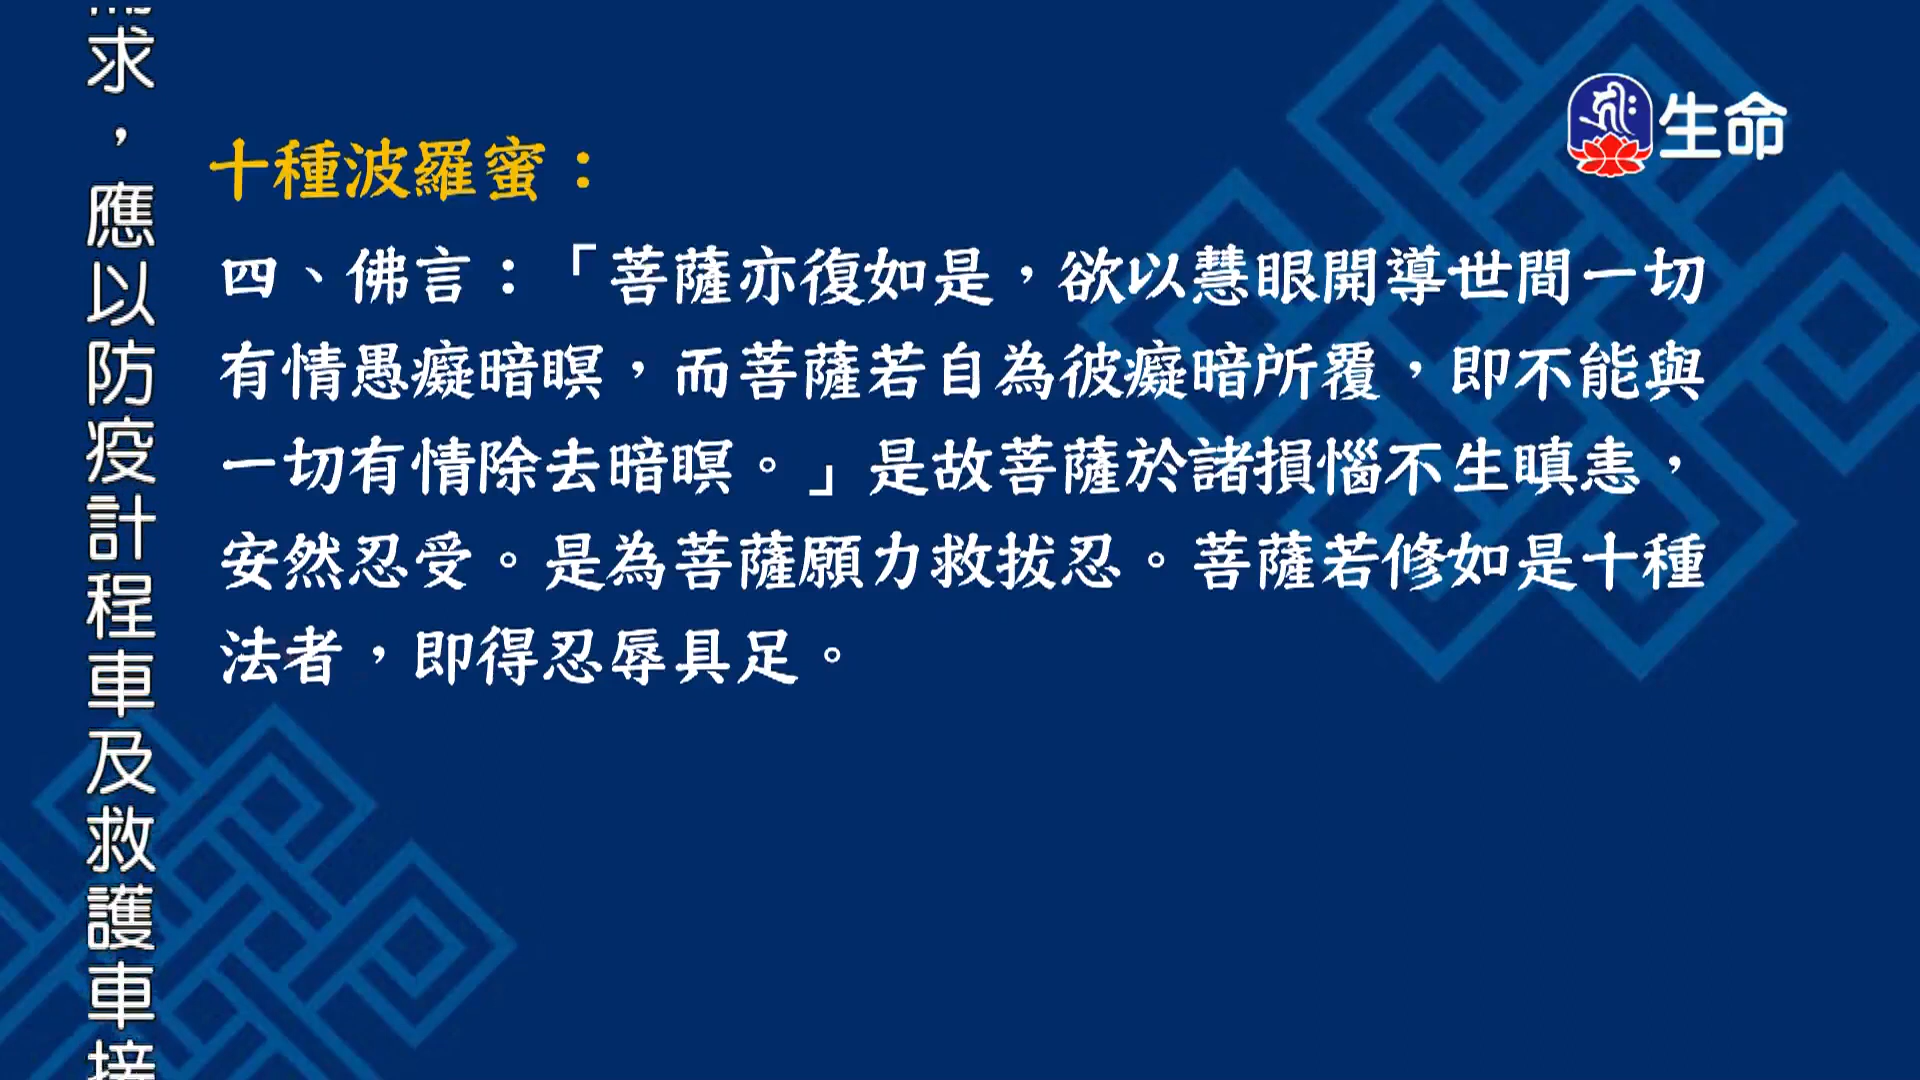 求，應以防疫計程車及救護車接
生命
十種波羅蜜：
四、佛言：「菩薩亦復如是，欲以慧眼開導世間一切
有情愚癡暗瞑，而菩薩若自為彼癡暗所覆，即不能與
一切有情除去暗瞑。」是故菩薩於諸損惱不生瞋恚，
安然忍受。是為菩薩願力救拔忍。菩薩若修如是十種
法者，即得忍辱具足。